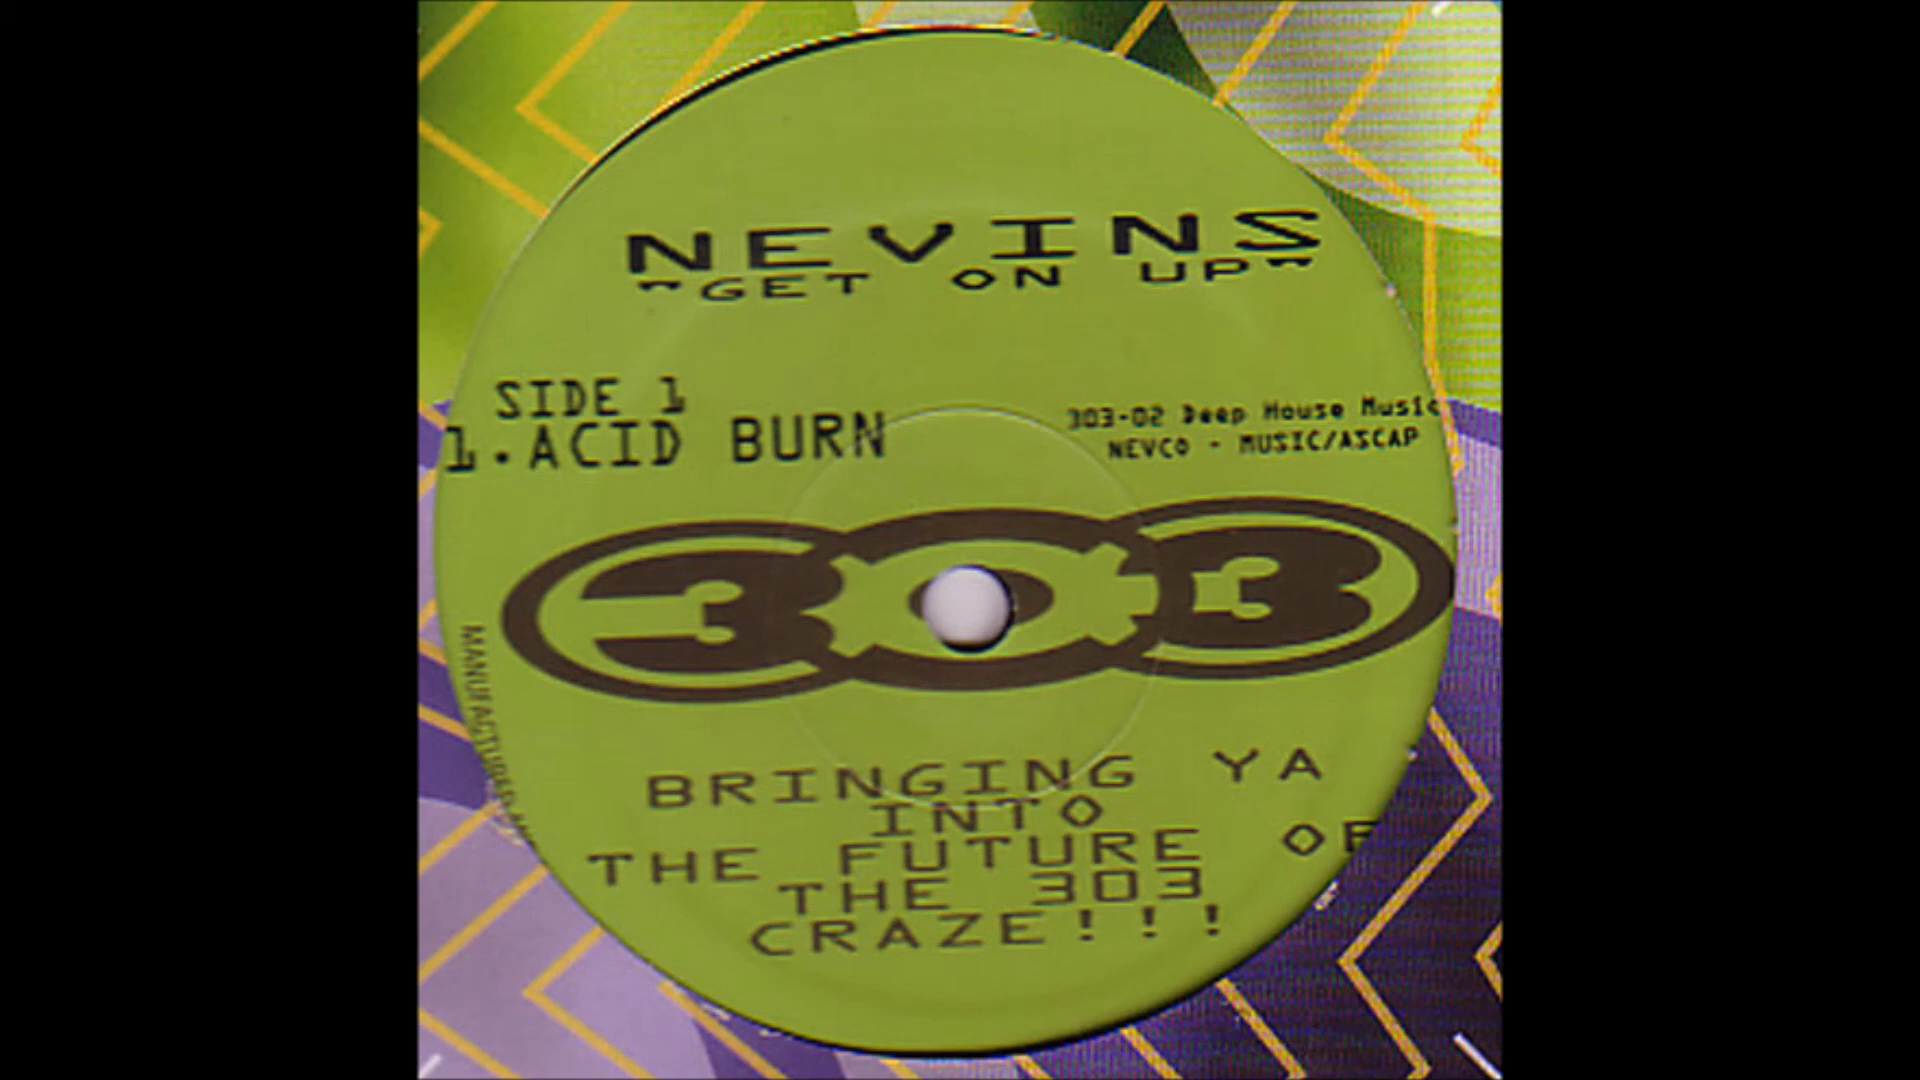 NEVINS
"GET ON UP"
SIDE 1
1. ACID BURN
303-02 Deep House Music
NEVCO - MUSIC/ASCAP
303
MANUFACTURED
BRINGING YA
INTO
THE FUTURE OF
THE 303
CRAZE!!!